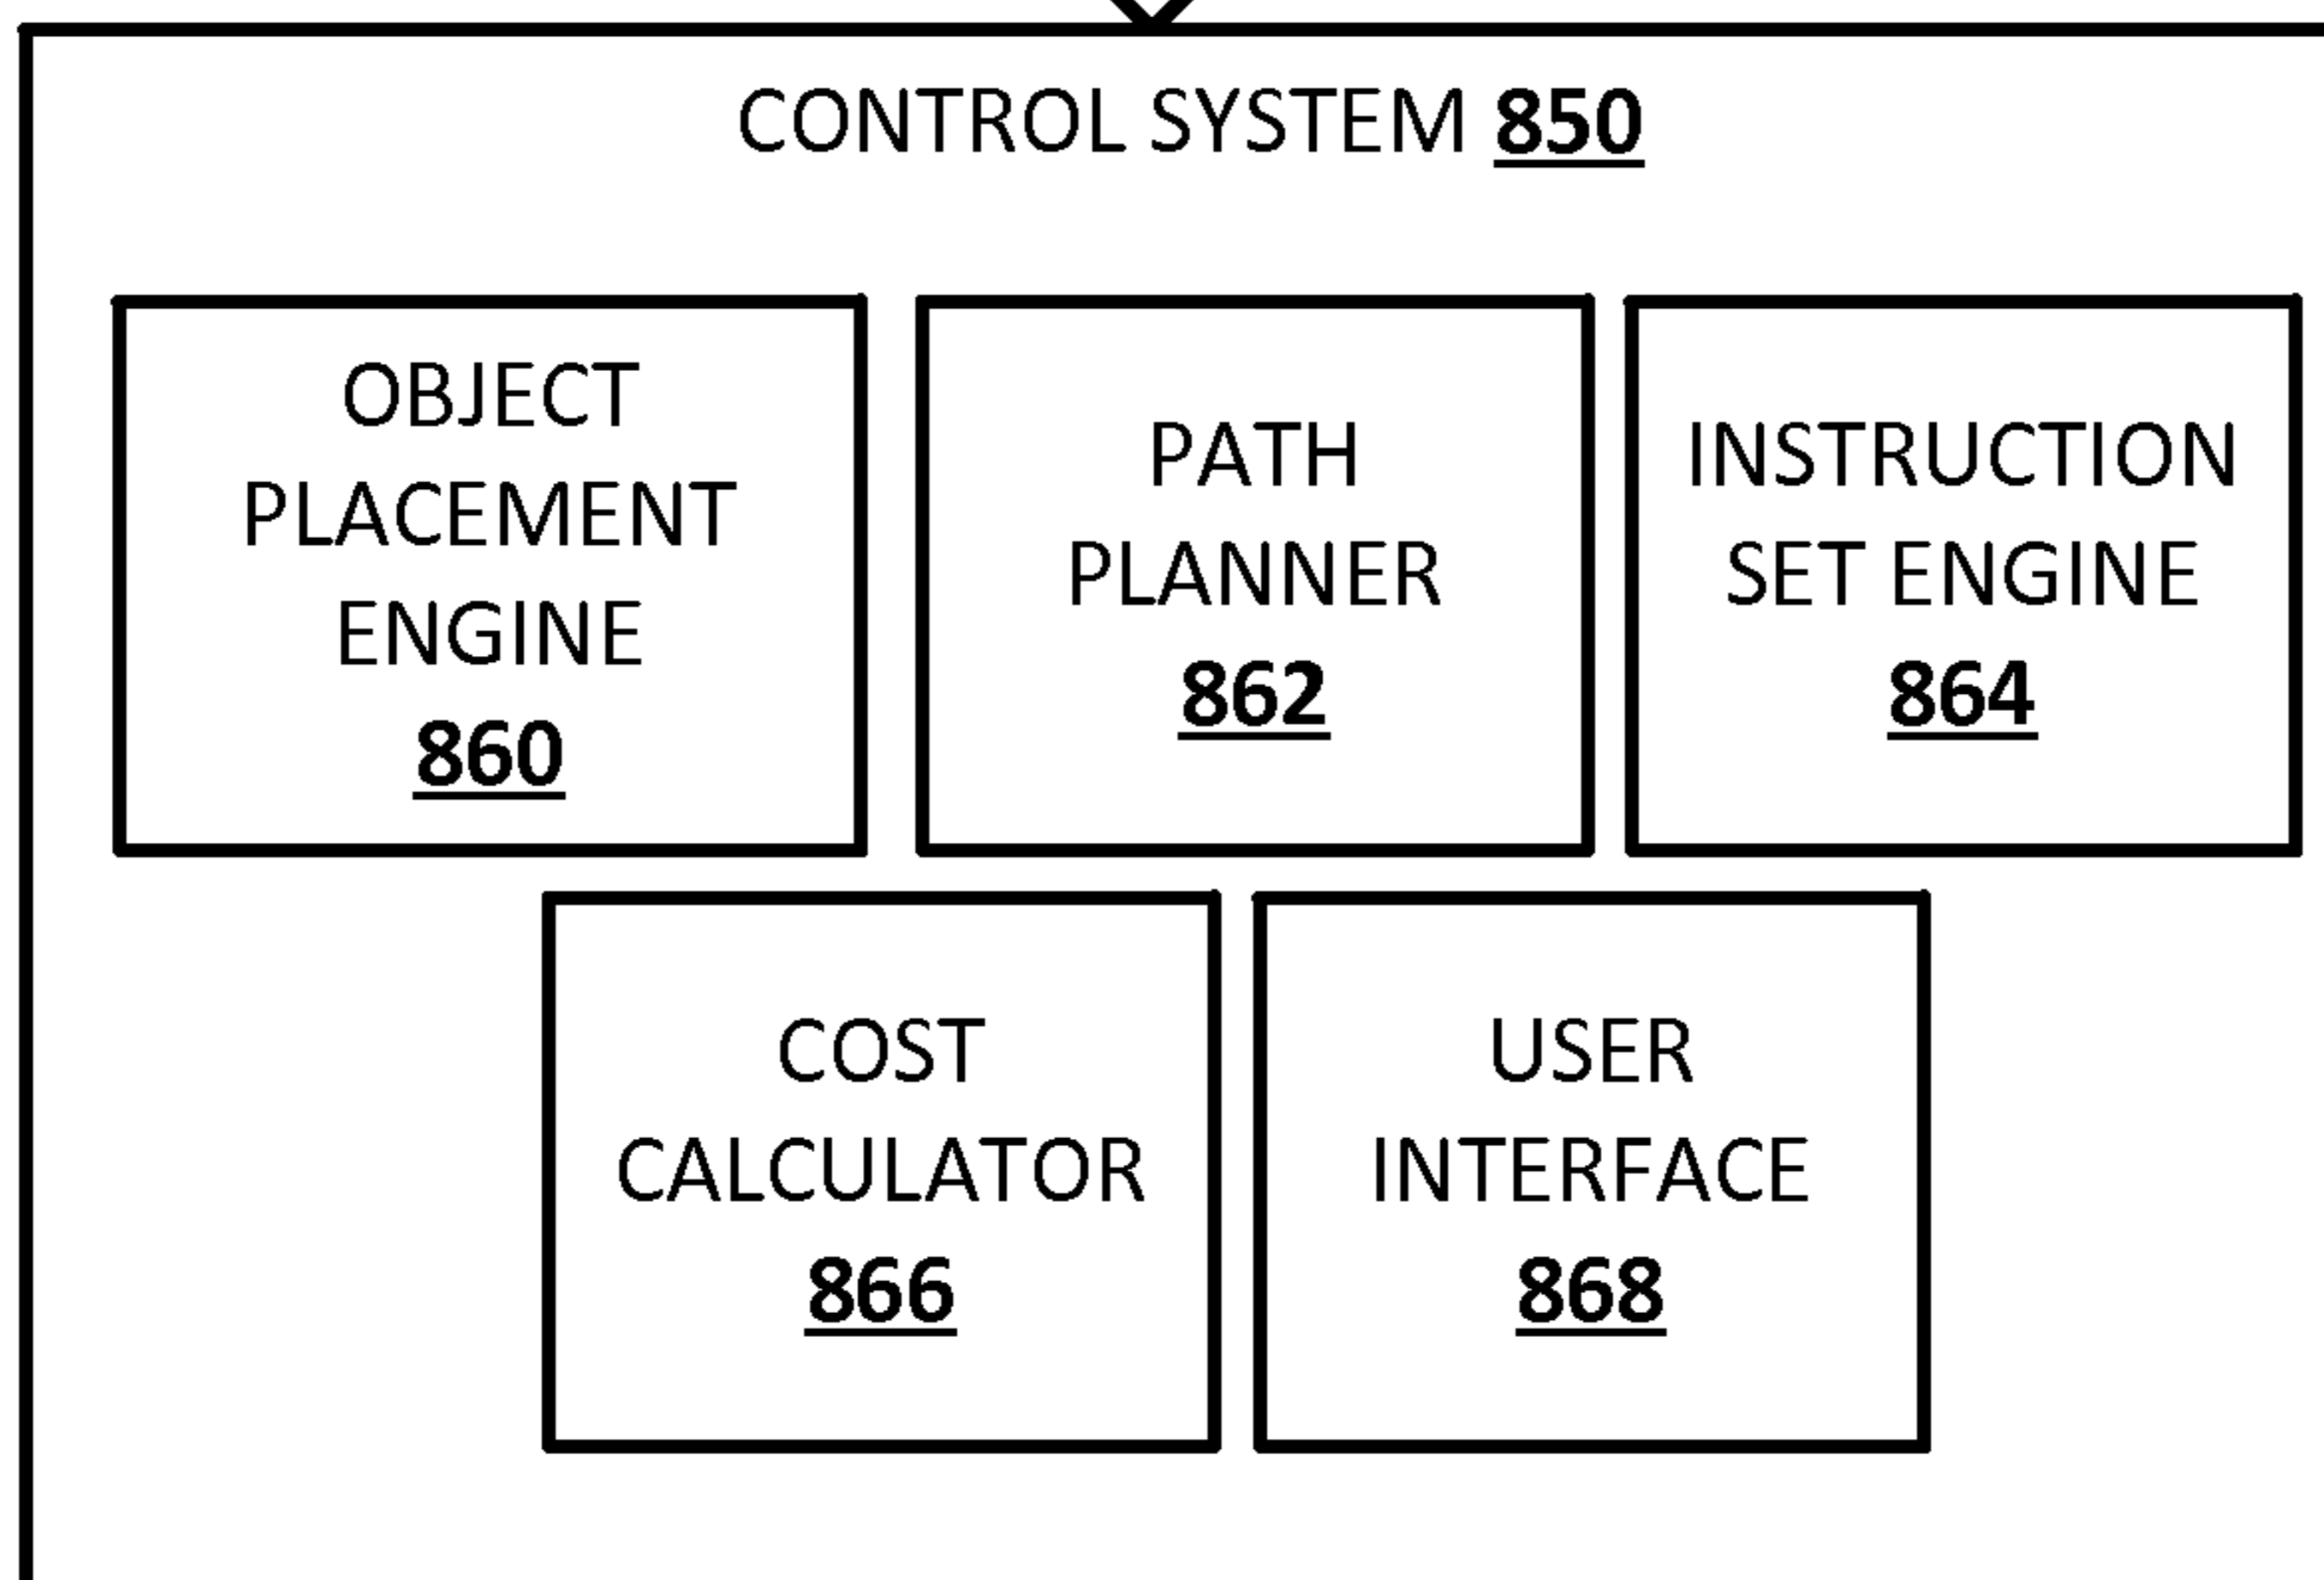 CONTROL SYSTEM 850
OBJECT
PLACEMENT
ENGINE
860
PATH
PLANNER
862
INSTRUCTION
SET ENGINE
864
COST
CALCULATOR
866
USER
INTERFACE
868